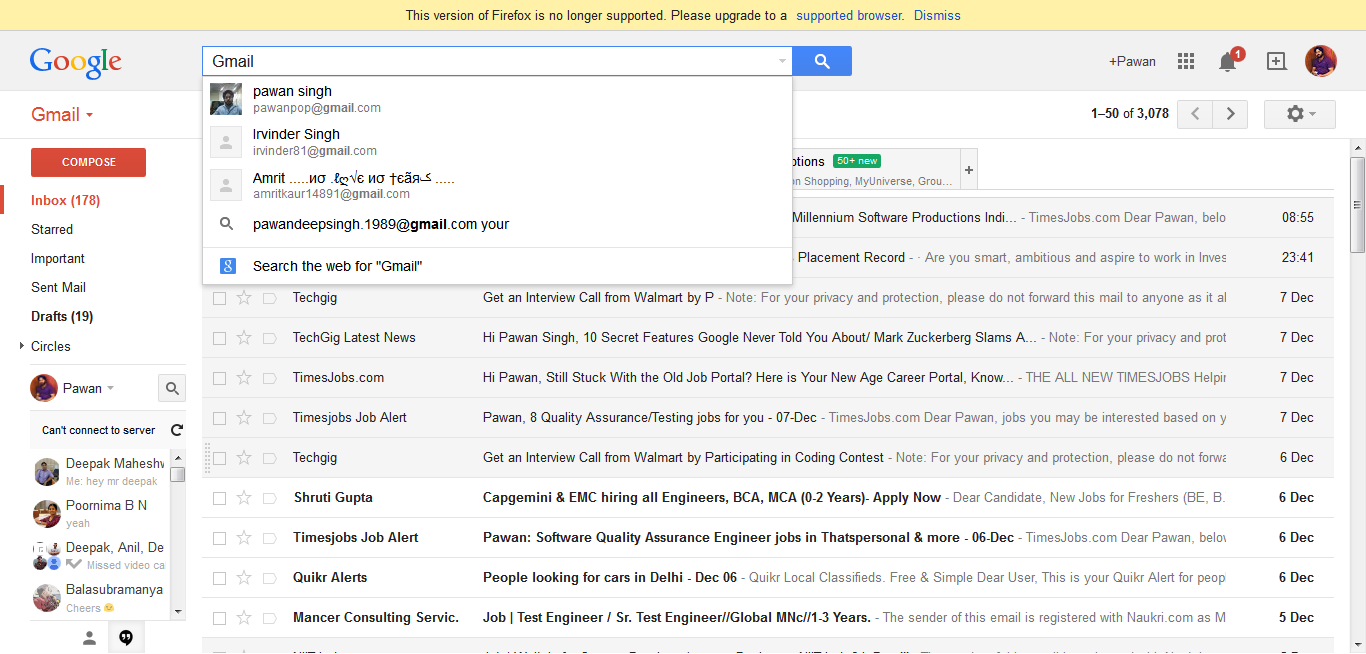 This version of Firefox is no longer supported. Please upgrade to a supported browser. Dismiss
Google
Gmail
+Pawan
1
pawan singh
pawanpop@gmail.com
Irvinder Singh
irvinder81@gmail.com
Amrit .....иσ .ℓღ√є иσ †єãяک .....
amritkaur14891@gmail.com
pawandeepsingh.1989@gmail.com your
Search the web for "Gmail"
Gmail
1–50 of 3,078
COMPOSE
Inbox (178)
Starred
Important
Sent Mail
Drafts (19)
Circles
Pawan
Can't connect to server
Deepak Mahesh
Me: hey mr deepak
Poornima B N
yeah
Deepak, Anil, De
Missed video ca
Balasubramanya
Cheers
otions 50+ new
on Shopping, MyUniverse, Grou…
+
Millennium Software Productions Indi... - TimesJobs.com Dear Pawan, belo 08:55
Placement Record - · Are you smart, ambitious and aspire to work in Inves 23:41
Techgig Get an Interview Call from Walmart by P - Note: For your privacy and protection, please do not forward this mail to anyone as it al 7 Dec
TechGig Latest News Hi Pawan Singh, 10 Secret Features Google Never Told You About/ Mark Zuckerberg Slams A... - Note: For your privacy and prot 7 Dec
TimesJobs.com Hi Pawan, Still Stuck With the Old Job Portal? Here is Your New Age Career Portal, Know... - THE ALL NEW TIMESJOBS Helpin 7 Dec
Timesjobs Job Alert Pawan, 8 Quality Assurance/Testing jobs for you - 07-Dec - TimesJobs.com Dear Pawan, jobs you may be interested based on y 7 Dec
Techgig Get an Interview Call from Walmart by Participating in Coding Contest - Note: For your privacy and protection, please do not forwa 6 Dec
Shruti Gupta Capgemini & EMC hiring all Engineers, BCA, MCA (0-2 Years)- Apply Now - Dear Candidate, New Jobs for Freshers (BE, B. 6 Dec
Timesjobs Job Alert Pawan: Software Quality Assurance Engineer jobs in Thatspersonal & more - 06-Dec - TimesJobs.com Dear Pawan, below 6 Dec
Quikr Alerts People looking for cars in Delhi - Dec 06 - Quikr Local Classifieds. Free & Simple Dear User, This is your Quikr Alert for peop 6 Dec
Mancer Consulting Servic. Job | Test Engineer / Sr. Test Engineer//Global MNc//1-3 Years. - The sender of this email is registered with Naukri.com as M 5 Dec